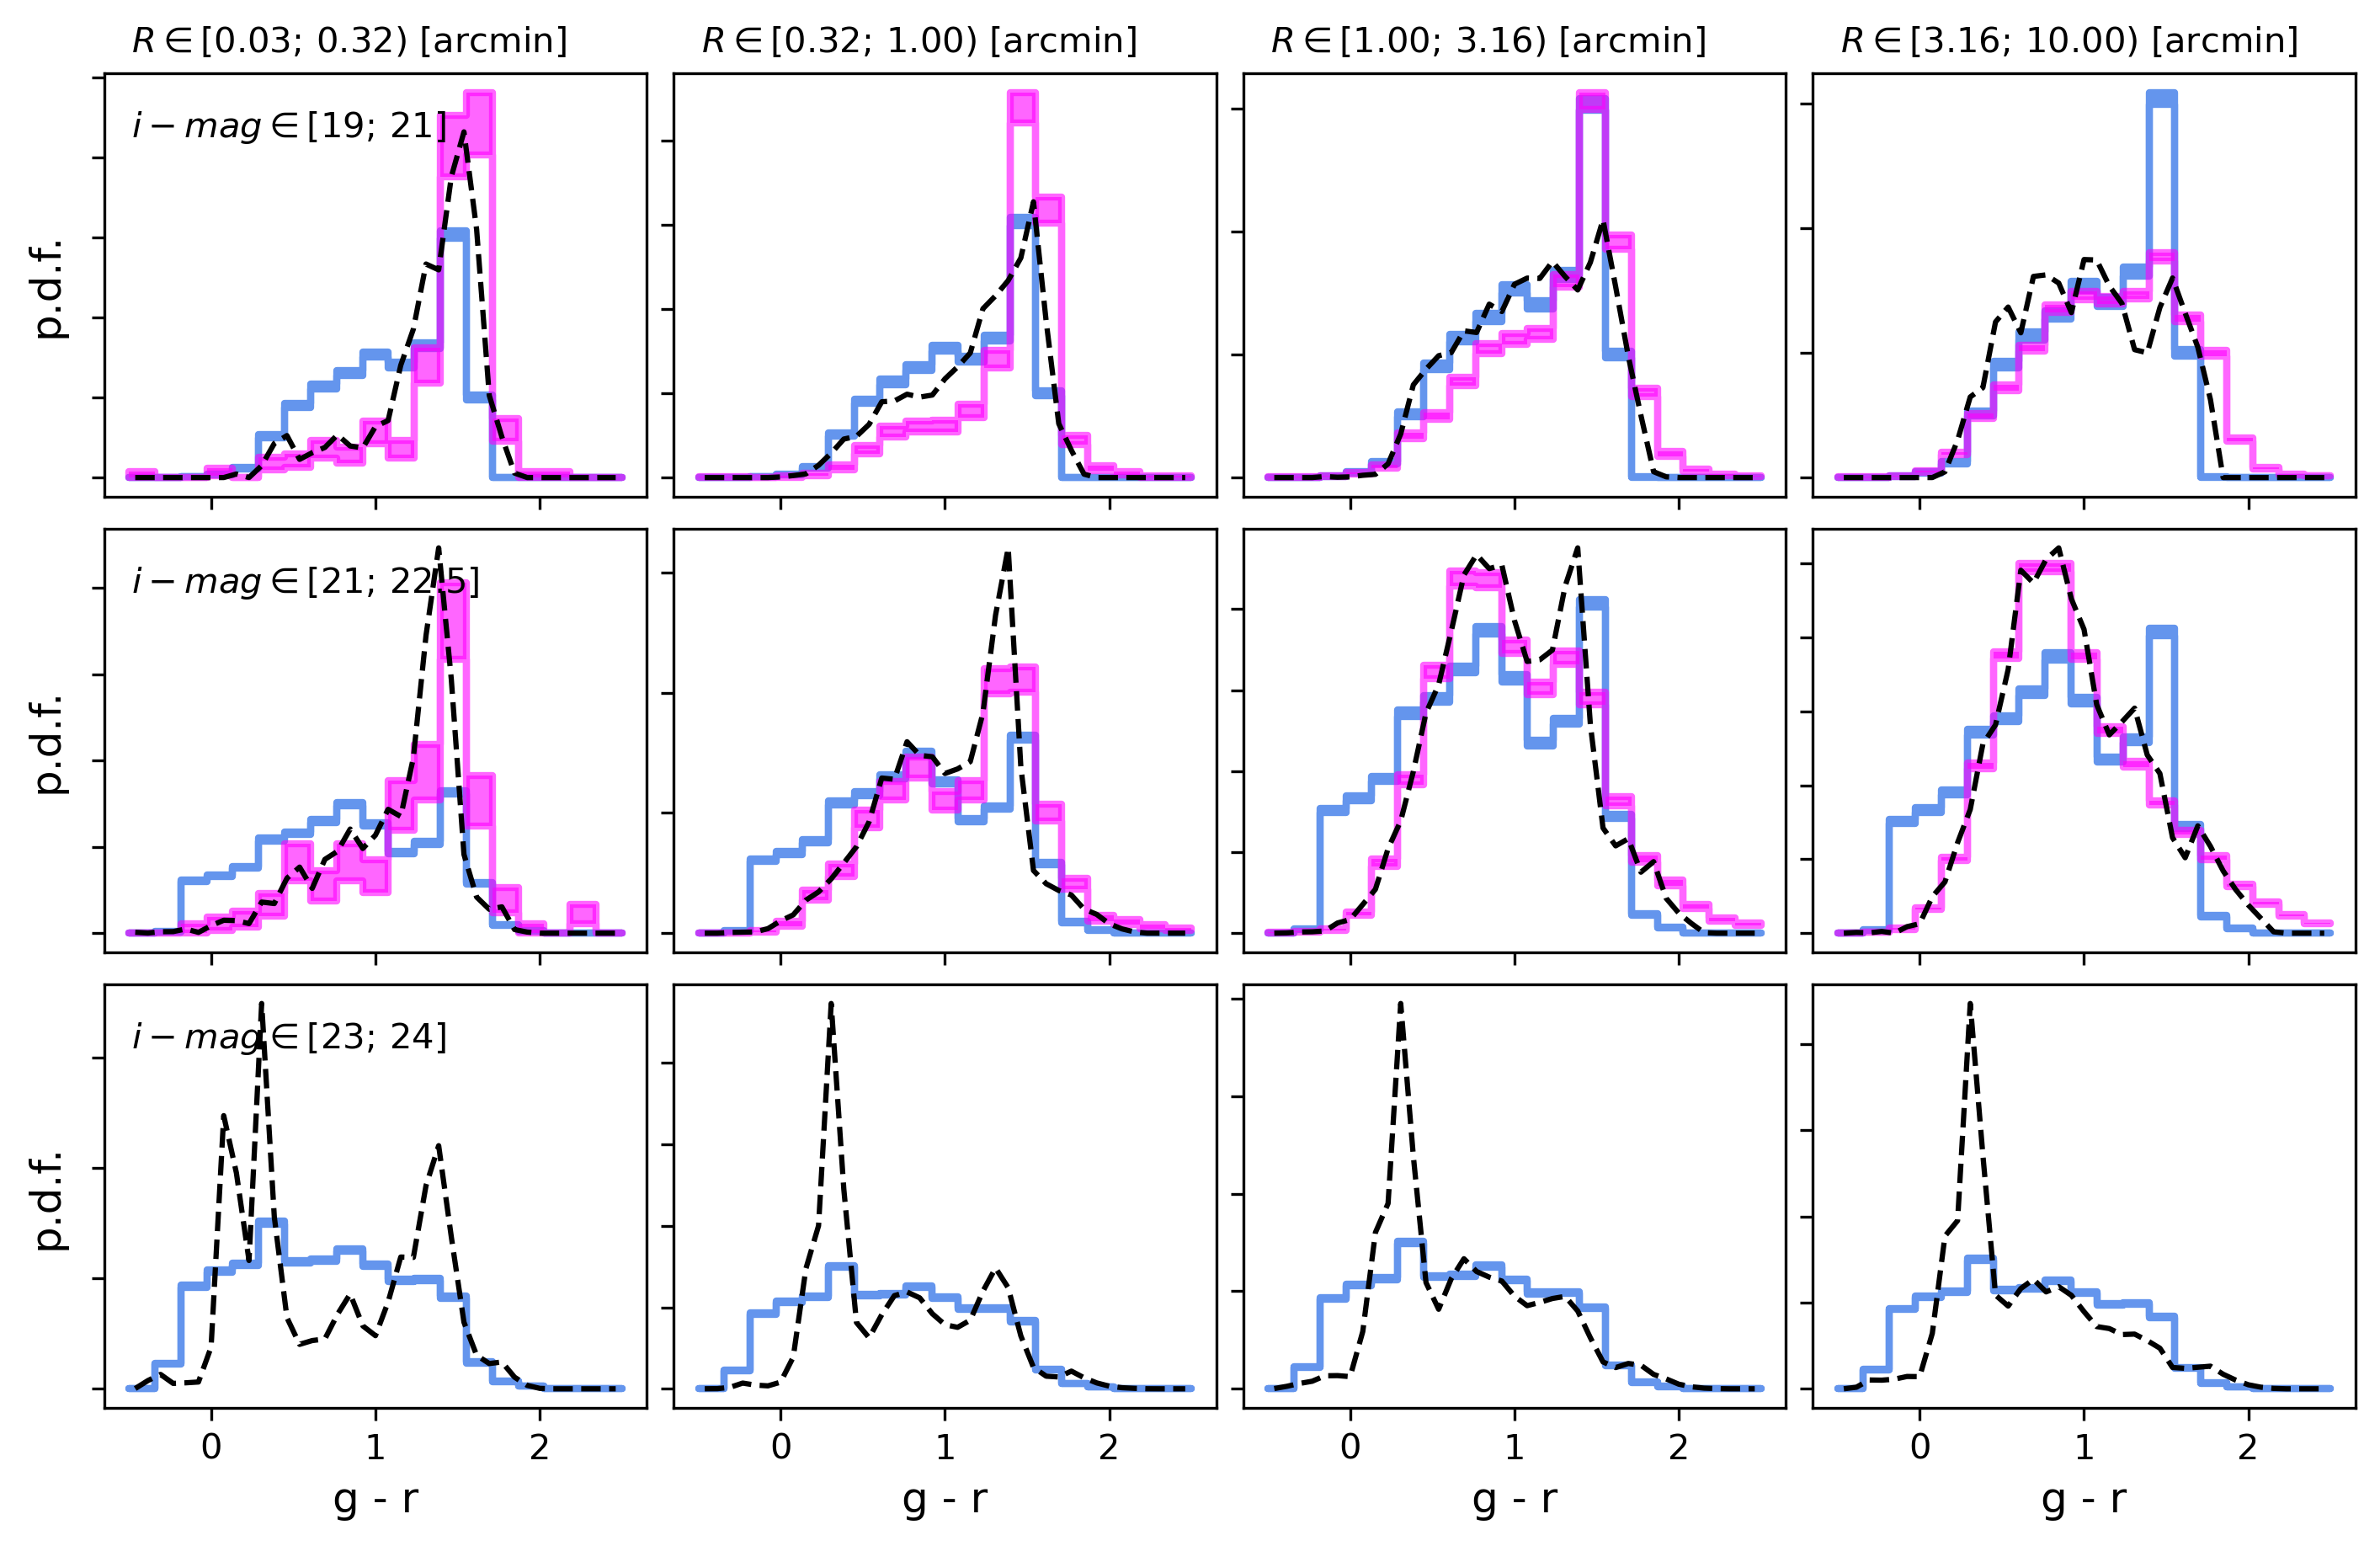 R ∈ [0.03; 0.32) [arcmin]
R ∈ [0.32; 1.00) [arcmin]
R ∈ [1.00; 3.16) [arcmin]
R ∈ [3.16; 10.00) [arcmin]
p.d.f.
i − mag ∈ [19; 21]
p.d.f.
i − mag ∈ [21; 22.5]
p.d.f.
i − mag ∈ [23; 24]
0 1 2
0 1 2
0 1 2
0 1 2
g - r
g - r
g - r
g - r